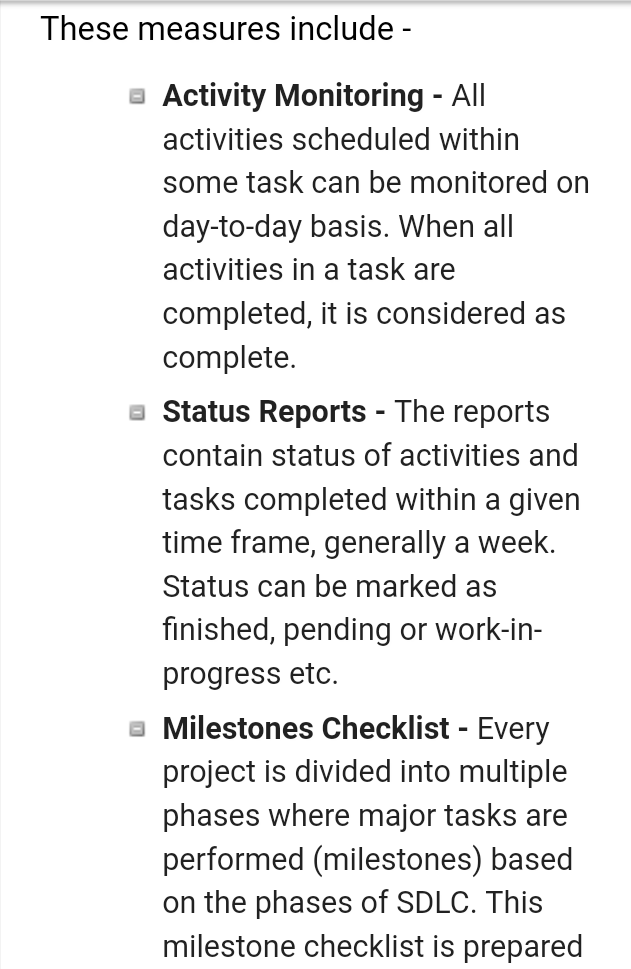 These measures include -
Activity Monitoring - All
activities scheduled within
some task can be monitored on
day-to-day basis. When all
activities in a task are
completed, it is considered as
complete.
Status Reports - The reports
contain status of activities and
tasks completed within a given
time frame, generally a week.
Status can be marked as
finished, pending or work-in-
progress etc.
Milestones Checklist - Every
project is divided into multiple
phases where major tasks are
performed (milestones) based
on the phases of SDLC. This
milestone checklist is prepared